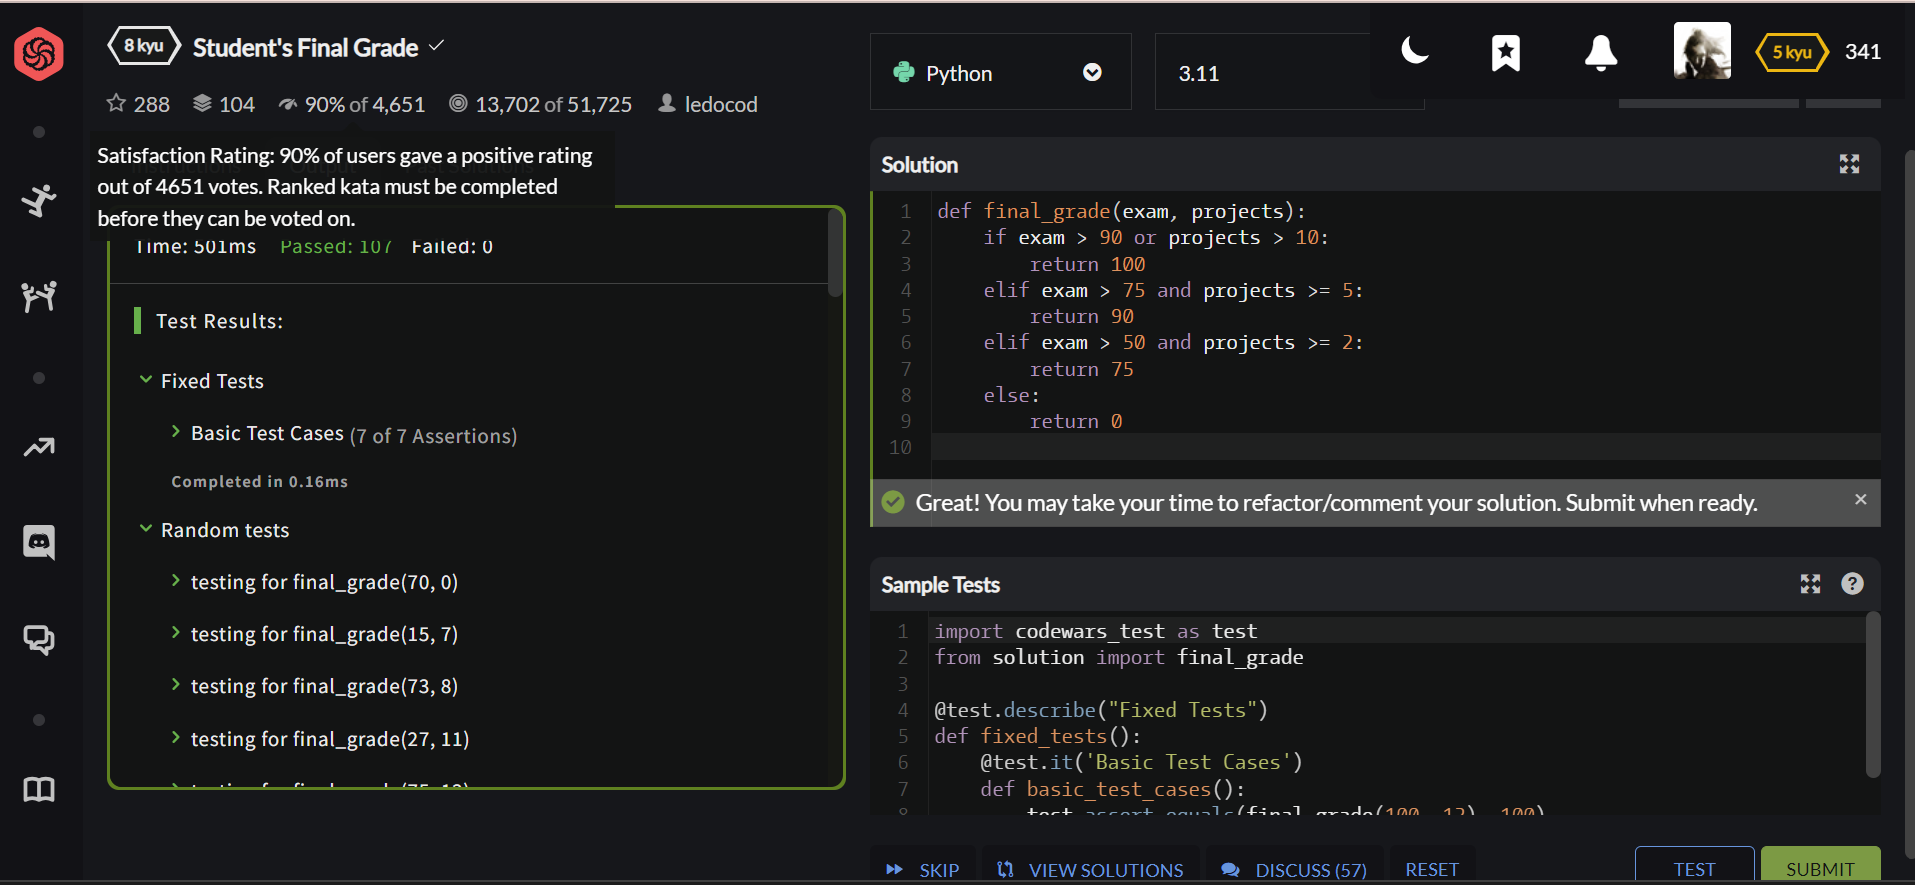 8 kyu
Student's Final Grade
288 104 90% of 4,651 13,702 of 51,725 ledocod
Satisfaction Rating: 90% of users gave a positive rating
out of 4651 votes. Ranked kata must be completed
before they can be voted on.
Time: 501ms Passed: 107 Failed: 0
Test Results:
Fixed Tests
Basic Test Cases (7 of 7 Assertions)
Completed in 0.16ms
Random tests
testing for final_grade(70, 0)
testing for final_grade(15, 7)
testing for final_grade(73, 8)
testing for final_grade(27, 11)
Python
3.11
5 kyu
341
Solution
1 def final_grade(exam, projects):
2     if exam > 90 or projects > 10:
3         return 100
4     elif exam > 75 and projects >= 5:
5         return 90
6     elif exam > 50 and projects >= 2:
7         return 75
8     else:
9         return 0
10
Great! You may take your time to refactor/comment your solution. Submit when ready.
Sample Tests
1 import codewars_test as test
2 from solution import final_grade
3
4 @test.describe("Fixed Tests")
5 def fixed_tests():
6     @test.it('Basic Test Cases')
7     def basic_test_cases():
8         test.assert_equals(final_grade(100, 12), 100)
SKIP VIEW SOLUTIONS DISCUSS (57) RESET TEST SUBMIT